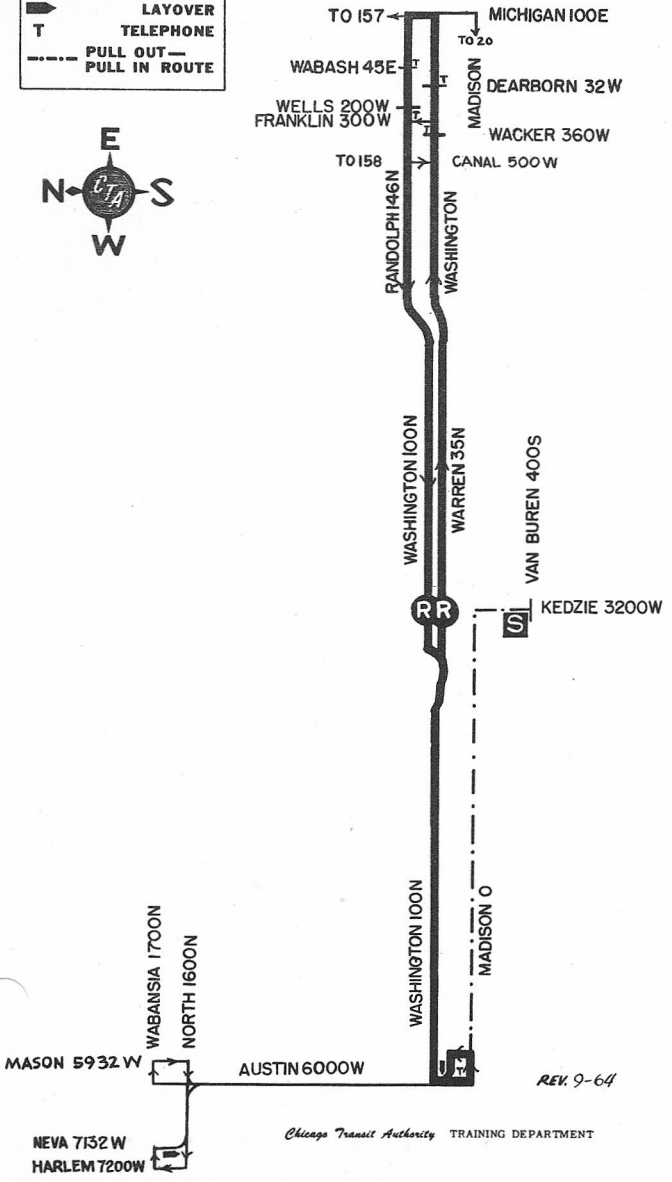 LAYOVER
T TELEPHONE
PULL OUT—
PULL IN ROUTE
E
N CTA S
W
TO 157
MICHIGAN 100E
TO 20
WABASH 45E
T
T
DEARBORN 32W
MADISON
WELLS 200W
T
FRANKLIN 300W
T
WACKER 360W
TO 158
CANAL 500W
RANDOLPH 146N
WASHINGTON
WASHINGTON 100N
WARREN 35N
VAN BUREN 400S
R R
KEDZIE 3200W
S
WASHINGTON 100N
MADISON 0
WABANSIA 1700N
NORTH 1600N
MASON 5932W
AUSTIN 6000W
T
REV. 9-64
NEVA 7132W
HARLEM 7200W
Chicago Transit Authority TRAINING DEPARTMENT